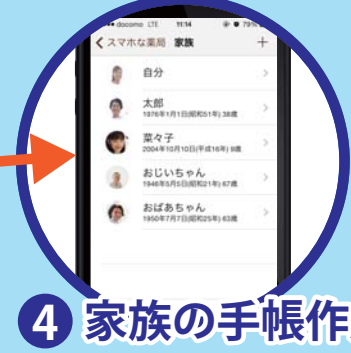 docomo LTE 11:14 79%
スマホな薬局 家族 +
自分
太郎
1976年1月1日(昭和51年) 38歳
菜々子
2004年10月10日(平成16年) 9歳
おじいちゃん
1946年5月5日(昭和21年) 67歳
おばあちゃん
1950年7月7日(昭和25年) 63歳
4 家族の手帳作